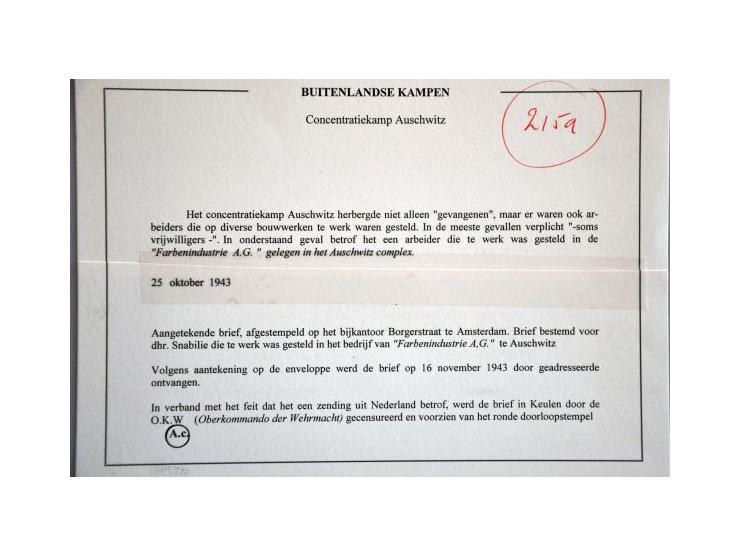 BUITENLANDSE KAMPEN
Concentratiekamp Auschwitz
215a
Het concentratiekamp Auschwitz herbergde niet alleen "gevangenen", maar er waren ook ar-
beiders die op diverse bouwwerken te werk waren gesteld. In de meeste gevallen verplicht "-soms
vrijwilligers -". In onderstaand geval betrof het een arbeider die te werk was gesteld in de
"Farbenindustrie A.G. " gelegen in het Auschwitz complex.
25 oktober 1943
Aangetekende brief, afgestempeld op het bijkantoor Borgerstraat te Amsterdam. Brief bestemd voor
dhr. Snabilie die te werk was gesteld in het bedrijf van "Farbenindustrie A,G." te Auschwitz
Volgens aantekening op de enveloppe werd de brief op 16 november 1943 door geadresseerde
ontvangen.
In verband met het feit dat het een zending uit Nederland betrof, werd de brief in Keulen door de
O.K.W (Oberkommando der Wehrmacht) gecensureerd en voorzien van het ronde doorloopstempel
A.c.